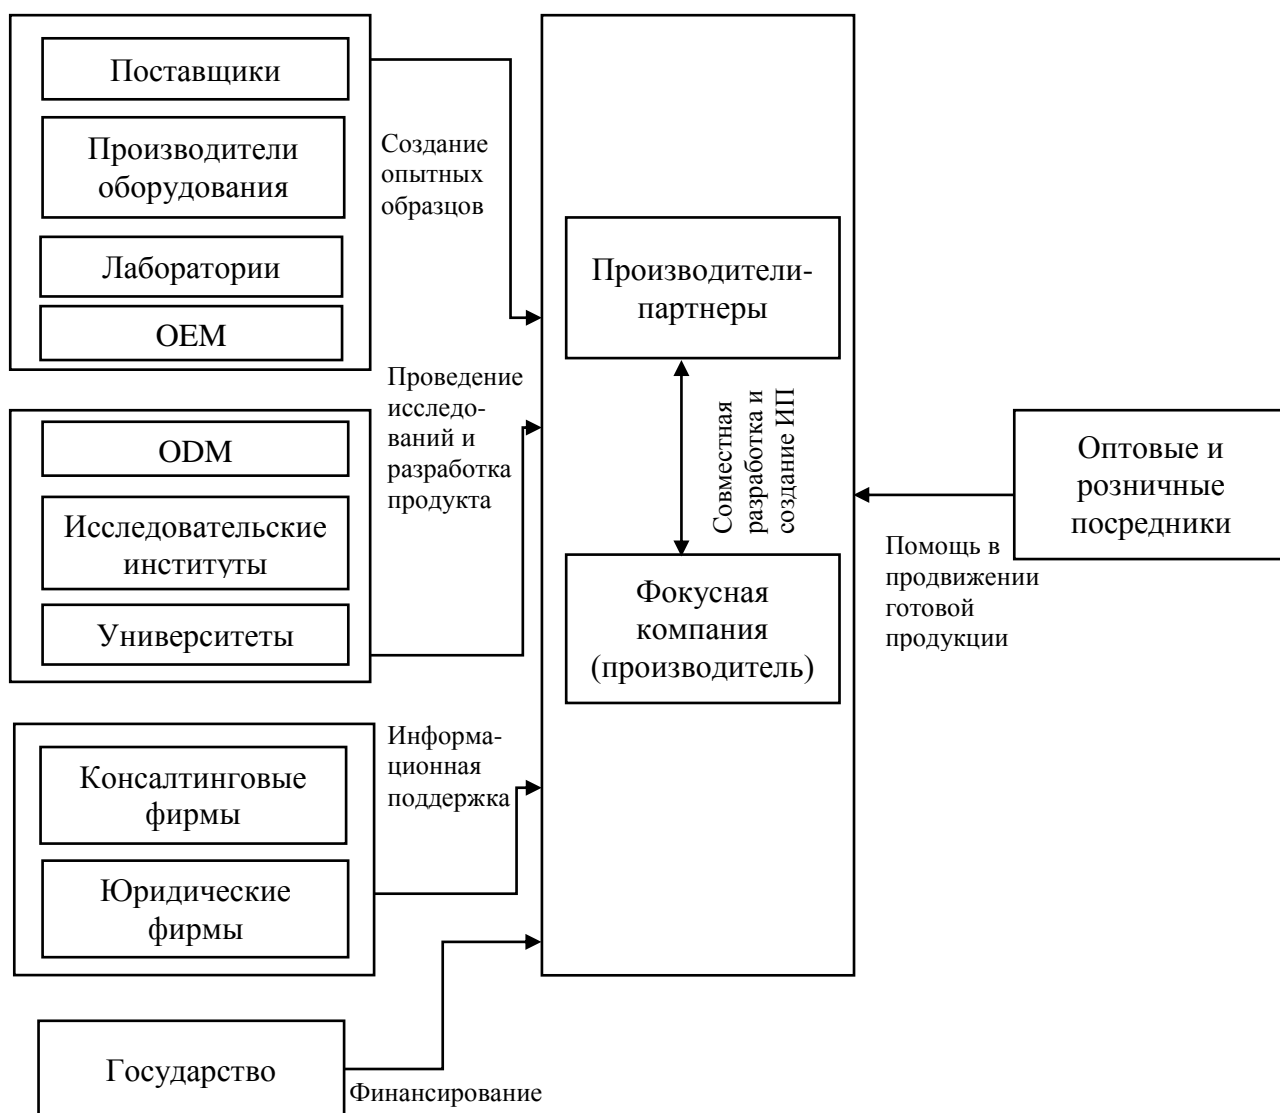 Поставщики
Производители
оборудования
Лаборатории
OEM
Создание
опытных
образцов
ODM
Исследовательские
институты
Университеты
Проведение
исследо-
ваний и
разработка
продукта
Консалтинговые
фирмы
Юридические
фирмы
Информа-
ционная
поддержка
Государство
Финансирование
Производители-
партнеры
Совместная
разработка и
создание ИП
Фокусная
компания
(производитель)
Оптовые и
розничные
посредники
Помощь в
продвижении
готовой
продукции